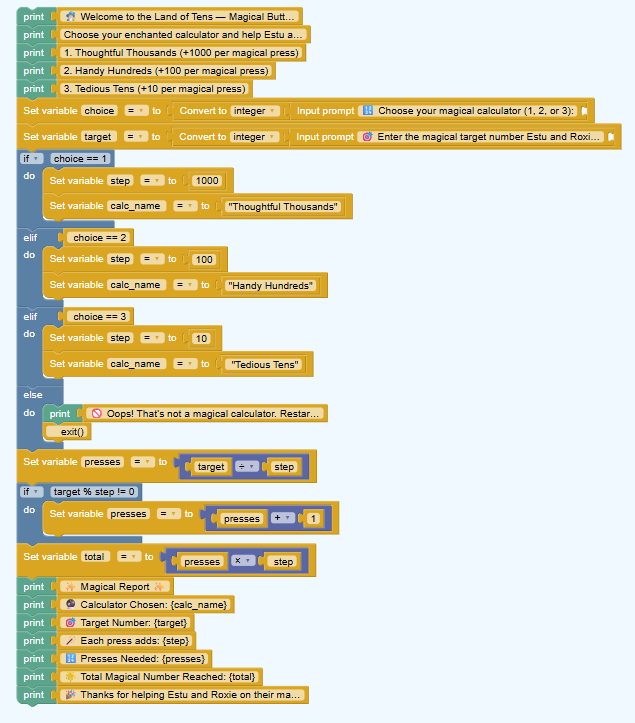 print 🏠 Welcome to the Land of Tens — Magical Butt...
print Choose your enchanted calculator and help Estu a...
print 1. Thoughtful Thousands (+1000 per magical press)
print 2. Handy Hundreds (+100 per magical press)
print 3. Tedious Tens (+10 per magical press)
Set variable choice = to Convert to integer Input prompt 🔢 Choose your magical calculator (1, 2, or 3):
Set variable target = to Convert to integer Input prompt 🎯 Enter the magical target number Estu and Roxi...
if choice == 1
do Set variable step = to 1000
Set variable calc_name = to "Thoughtful Thousands"
elif choice == 2
do Set variable step = to 100
Set variable calc_name = to "Handy Hundreds"
elif choice == 3
do Set variable step = to 10
Set variable calc_name = to "Tedious Tens"
else
do print 🚫 Oops! That's not a magical calculator. Restar...
exit()
Set variable presses = to target ÷ step
if target % step != 0
do Set variable presses = to presses + 1
Set variable total = to presses × step
print ✨ Magical Report ✨
print 🧙 Calculator Chosen: {calc_name}
print 🎯 Target Number: {target}
print 🪄 Each press adds: {step}
print 🔢 Presses Needed: {presses}
print 🌟 Total Magical Number Reached: {total}
print 🎉 Thanks for helping Estu and Roxie on their ma...